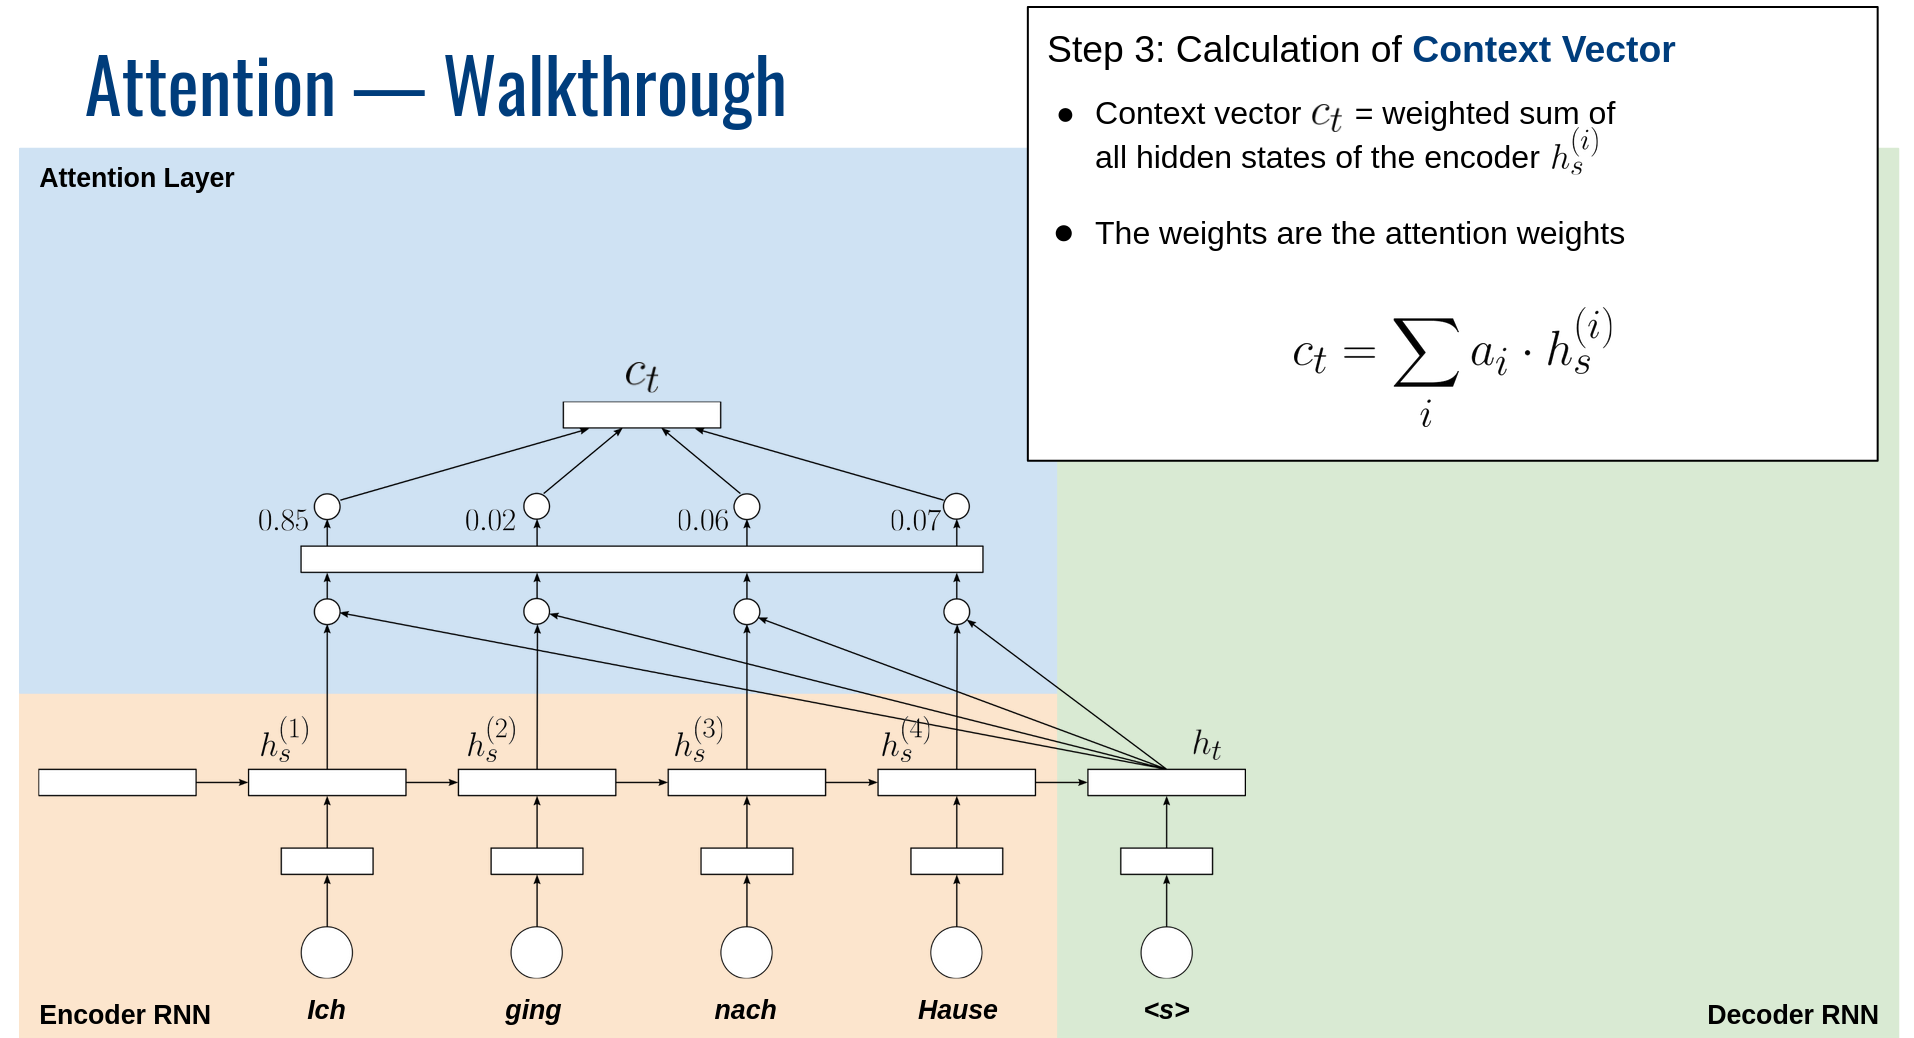 Attention — Walkthrough
Step 3: Calculation of Context Vector
● Context vector c_t = weighted sum of
all hidden states of the encoder h_s^{(i)}
● The weights are the attention weights
c_t = \sum_i a_i \cdot h_s^{(i)}
Attention Layer
c_t
0.85 0.02 0.06 0.07
h_s^{(1)} h_s^{(2)} h_s^{(3)} h_s^{(4)} h_t
Ich ging nach Hause <s>
Encoder RNN
Decoder RNN